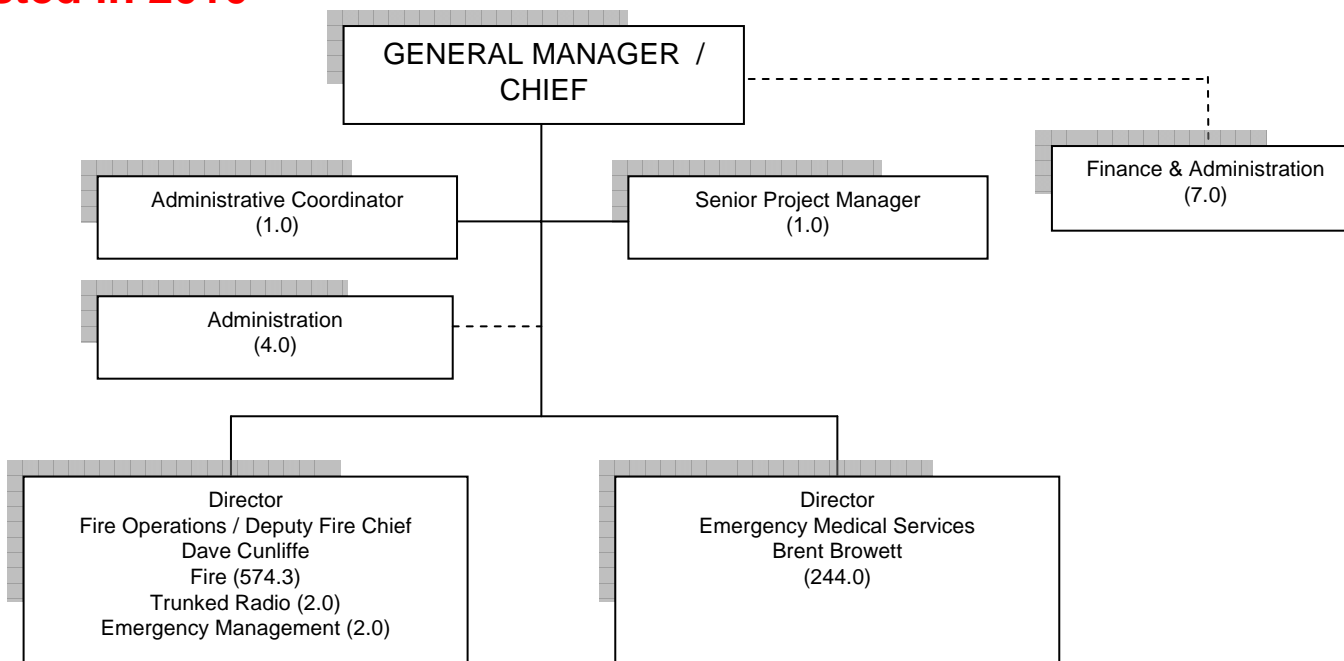 in 2010
GENERAL MANAGER /
CHIEF
Finance & Administration
(7.0)
Administrative Coordinator
(1.0)
Senior Project Manager
(1.0)
Administration
(4.0)
Director
Fire Operations / Deputy Fire Chief
Dave Cunliffe
Fire (574.3)
Trunked Radio (2.0)
Emergency Management (2.0)
Director
Emergency Medical Services
Brent Browett
(244.0)